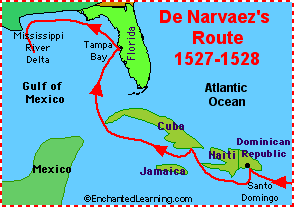 De Narvaez's
Route
1527-1528
Mississippi
River
Delta
Tampa
Bay
Florida
Gulf of
Mexico
Atlantic
Ocean
Cuba
Mexico
Jamaica
Haiti
Dominican
Republic
Santo
Domingo
©EnchantedLearning.com